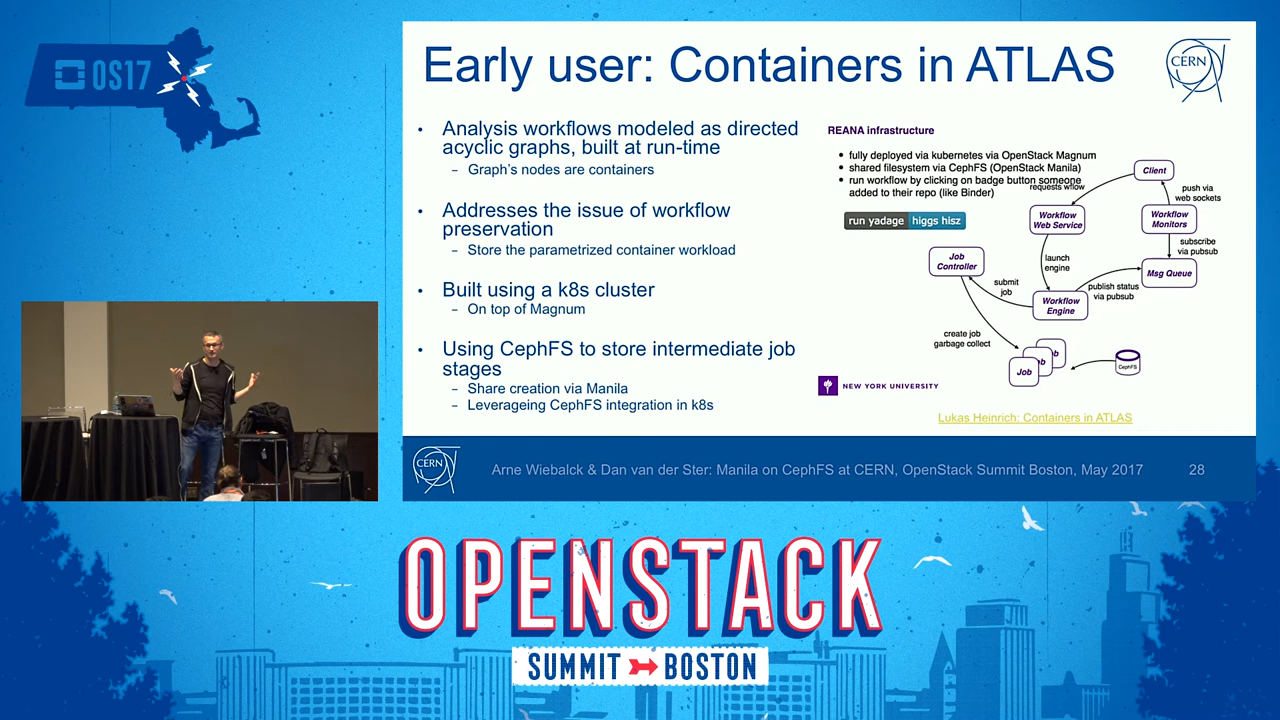 OS17
Early user: Containers in ATLAS
CERN
• Analysis workflows modeled as directed
acyclic graphs, built at run-time
– Graph's nodes are containers
• Addresses the issue of workflow
preservation
– Store the parametrized container workload
• Built using a k8s cluster
– On top of Magnum
• Using CephFS to store intermediate job
stages
– Share creation via Manila
– Leverageing CephFS integration in k8s
REANA infrastructure
• fully deployed via kubernetes via OpenStack Magnum
• shared filesystem via CephFS (OpenStack Manila)
• run workflow by clicking on badge button someone
added to their repo (like Binder)
run yadage higgs hisz
requests wflow
Client
push via
web sockets
Workflow
Web Service
Workflow
Monitors
subscribe
via pubsub
launch
engine
Job
Controller
Msg Queue
submit
job
publish status
via pubsub
Workflow
Engine
create job
garbage collect
Job
ob
ob
CephFS
NEW YORK UNIVERSITY
Lukas Heinrich: Containers in ATLAS
CERN
Arne Wiebalck & Dan van der Ster: Manila on CephFS at CERN, OpenStack Summit Boston, May 2017
28
OPENSTACK
SUMMIT BOSTON